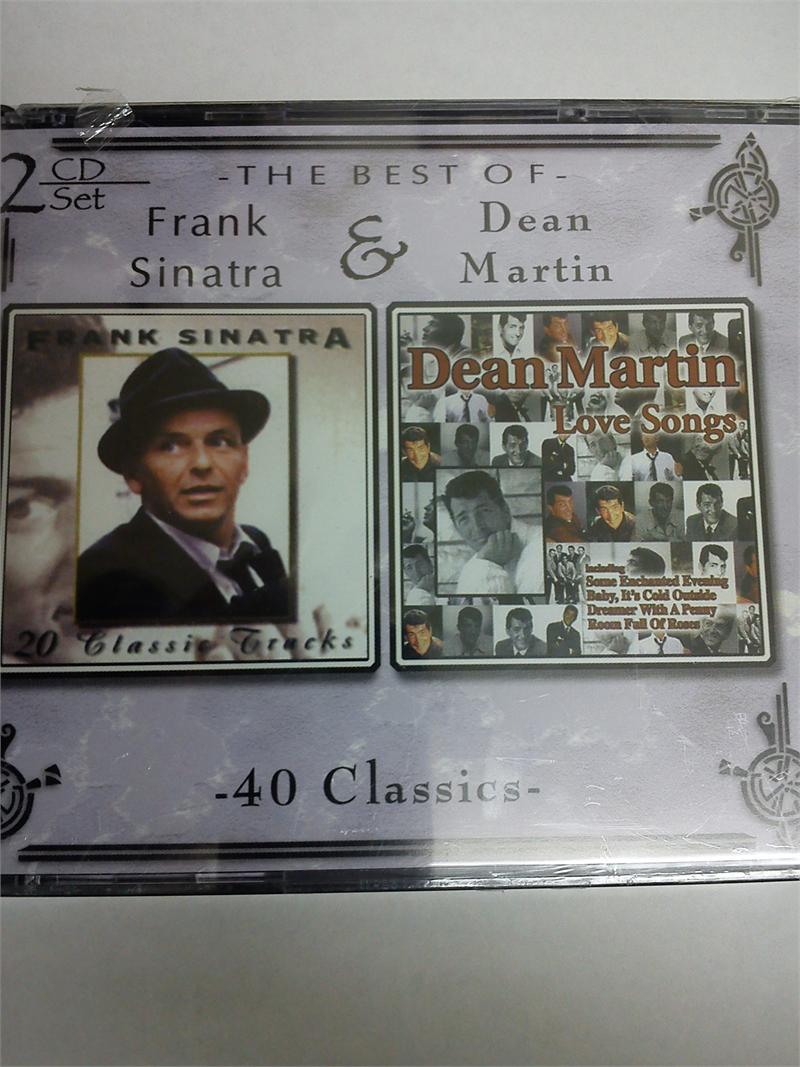 2 CD Set
-THE BEST OF-
Frank Sinatra
&
Dean Martin
FRANK SINATRA
20 Classic Tracks
Dean Martin
Love Songs
including
Some Enchanted Evening
Baby, It's Cold Outside
Dreamer With A Penny
Room Full Of Roses
-40 Classics-